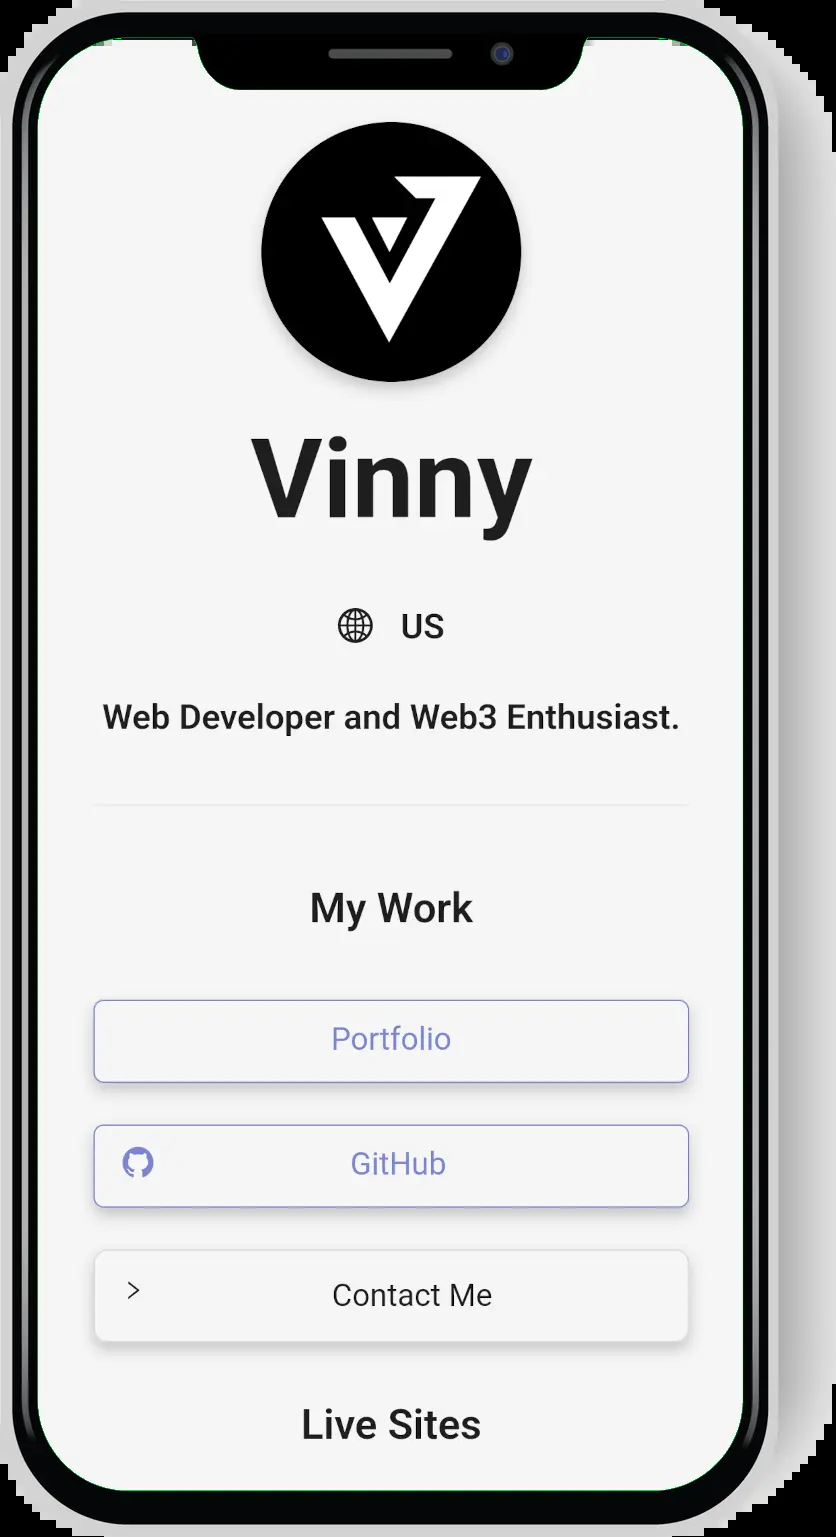 Vinny
US
Web Developer and Web3 Enthusiast.
My Work
Portfolio
GitHub
Contact Me
Live Sites